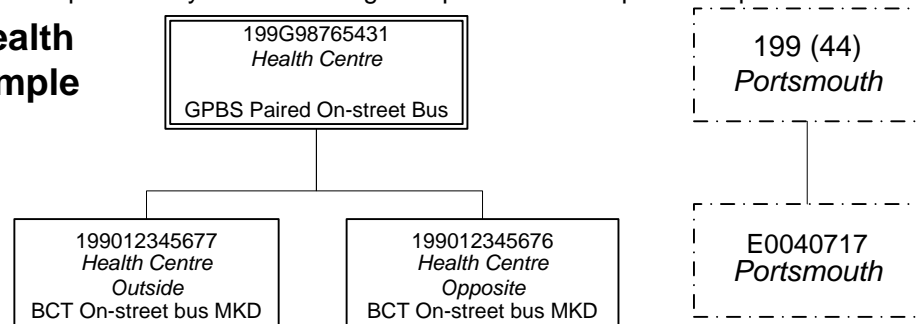 ealth
mple
199G98765431
Health Centre
GPBS Paired On-street Bus
199012345677
Health Centre
Outside
BCT On-street bus MKD
199012345676
Health Centre
Opposite
BCT On-street bus MKD
199 (44)
Portsmouth
E0040717
Portsmouth